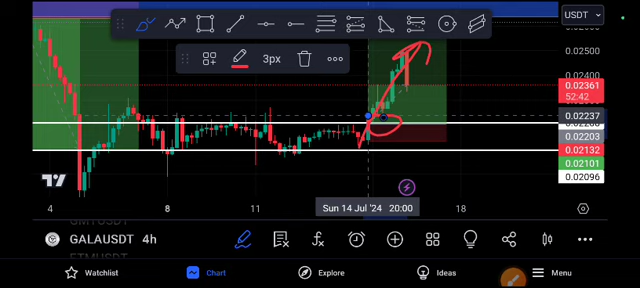 USDT
0.02500
0.02400
0.02361
52:42
0.02237
0.02203
0.02132
0.02101
0.02096
4
8
11
Sun 14 Jul '24 20:00
18
3px
GALAUSDT 4h
Watchlist
Chart
Explore
Ideas
Menu